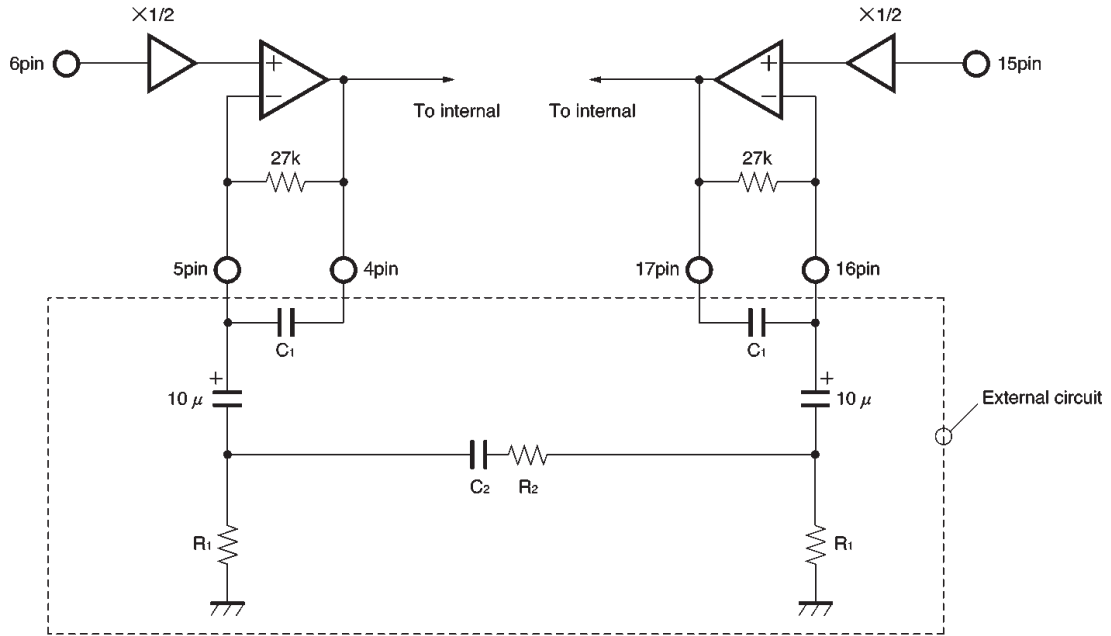 ×1/2
×1/2
6pin
15pin
+
−
+
−
To internal
To internal
27k
27k
5pin
4pin
17pin
16pin
C1
C1
+
10 μ
+
10 μ
External circuit
C2
R2
R1
R1